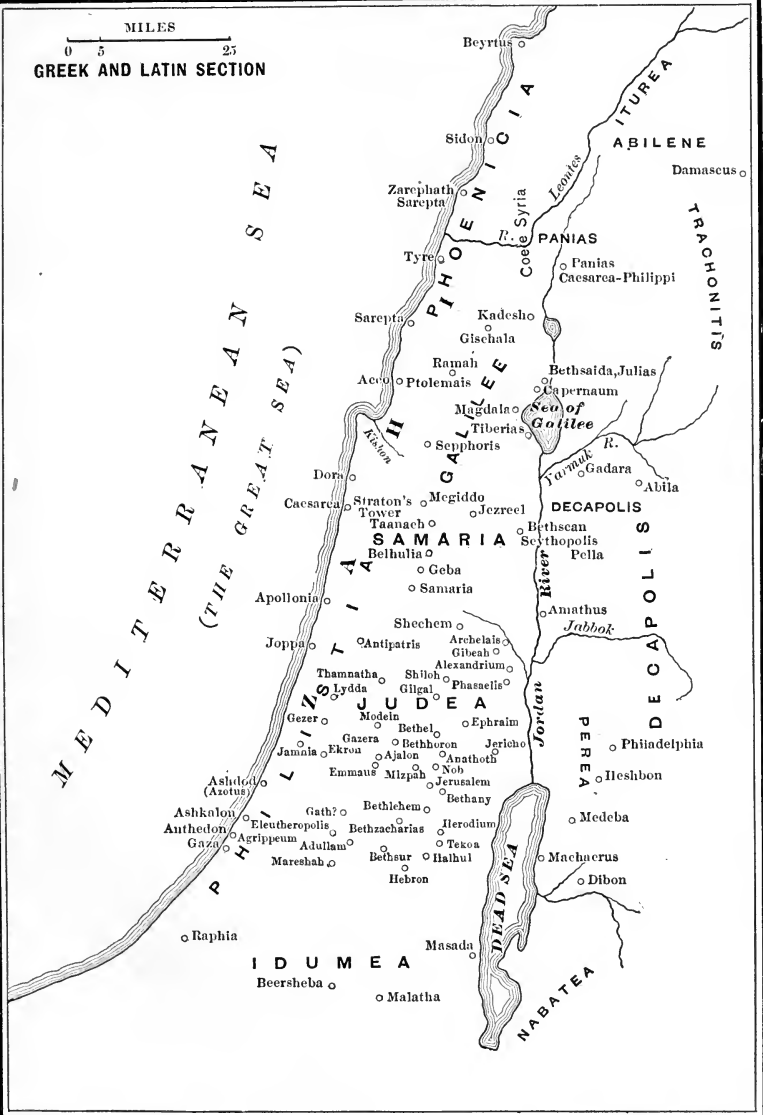 MILES
0 5 25
GREEK AND LATIN SECTION
MEDITERRANEAN SEA
(THE GREAT SEA)
Beyrtus
PHOENICIA
ITUREA
ABILENE
Sidon
Leontes
R.
Damascus
Zarephath
Sarepta
Coele Syria
PANIAS
TRACHONITIS
Tyre
Panias
Caesarea-Philippi
Sarepta
Kadesh
Gischala
Ramah
Acco
Ptolemais
Bethsaida, Julias
Capernaum
GALILEE
Magdala
Sea of
Galilee
Tiberias
Kishon
Sepphoris
Yarmuk R.
Gadara
Abila
Dora
Caesarea
Straton's
Tower
Megiddo
Jezreel
DECAPOLIS
Taanach
Bethscan
Scythopolis
SAMARIA
Belhulia
Pella
Geba
River
DECAPOLIS
Samaria
Apollonia
Amathus
Shechem
Jabbok
Joppa
Antipatris
Archelais
Gibeah
Alexandrium
Thamnatha
Shiloh
Phasaelis
Lydda
Gilgal
JUDEA
Jordan
Gezer
Modein
Bethel
Ephraim
PEREA
Gazera
Bethhoron
Jericho
Philadelphia
Jamnia
Ekron
Ajalon
Anathoth
Emmaus
Mizpah
Nob
Heshbon
Ashdod
(Azotus)
Jerusalem
Bethany
PHILISTIA
Ashkalon
Gath?
Bethlehem
Medeba
Anthedon
Eleutheropolis
Bethzacharias
Herodium
Gaza
Agrippeum
Adullam
Tekoa
Mareshah
Bethsur
Halhul
Machaerus
Hebron
DEAD SEA
Dibon
Raphia
Masada
IDUMEA
Beersheba
Malatha
NABATEA